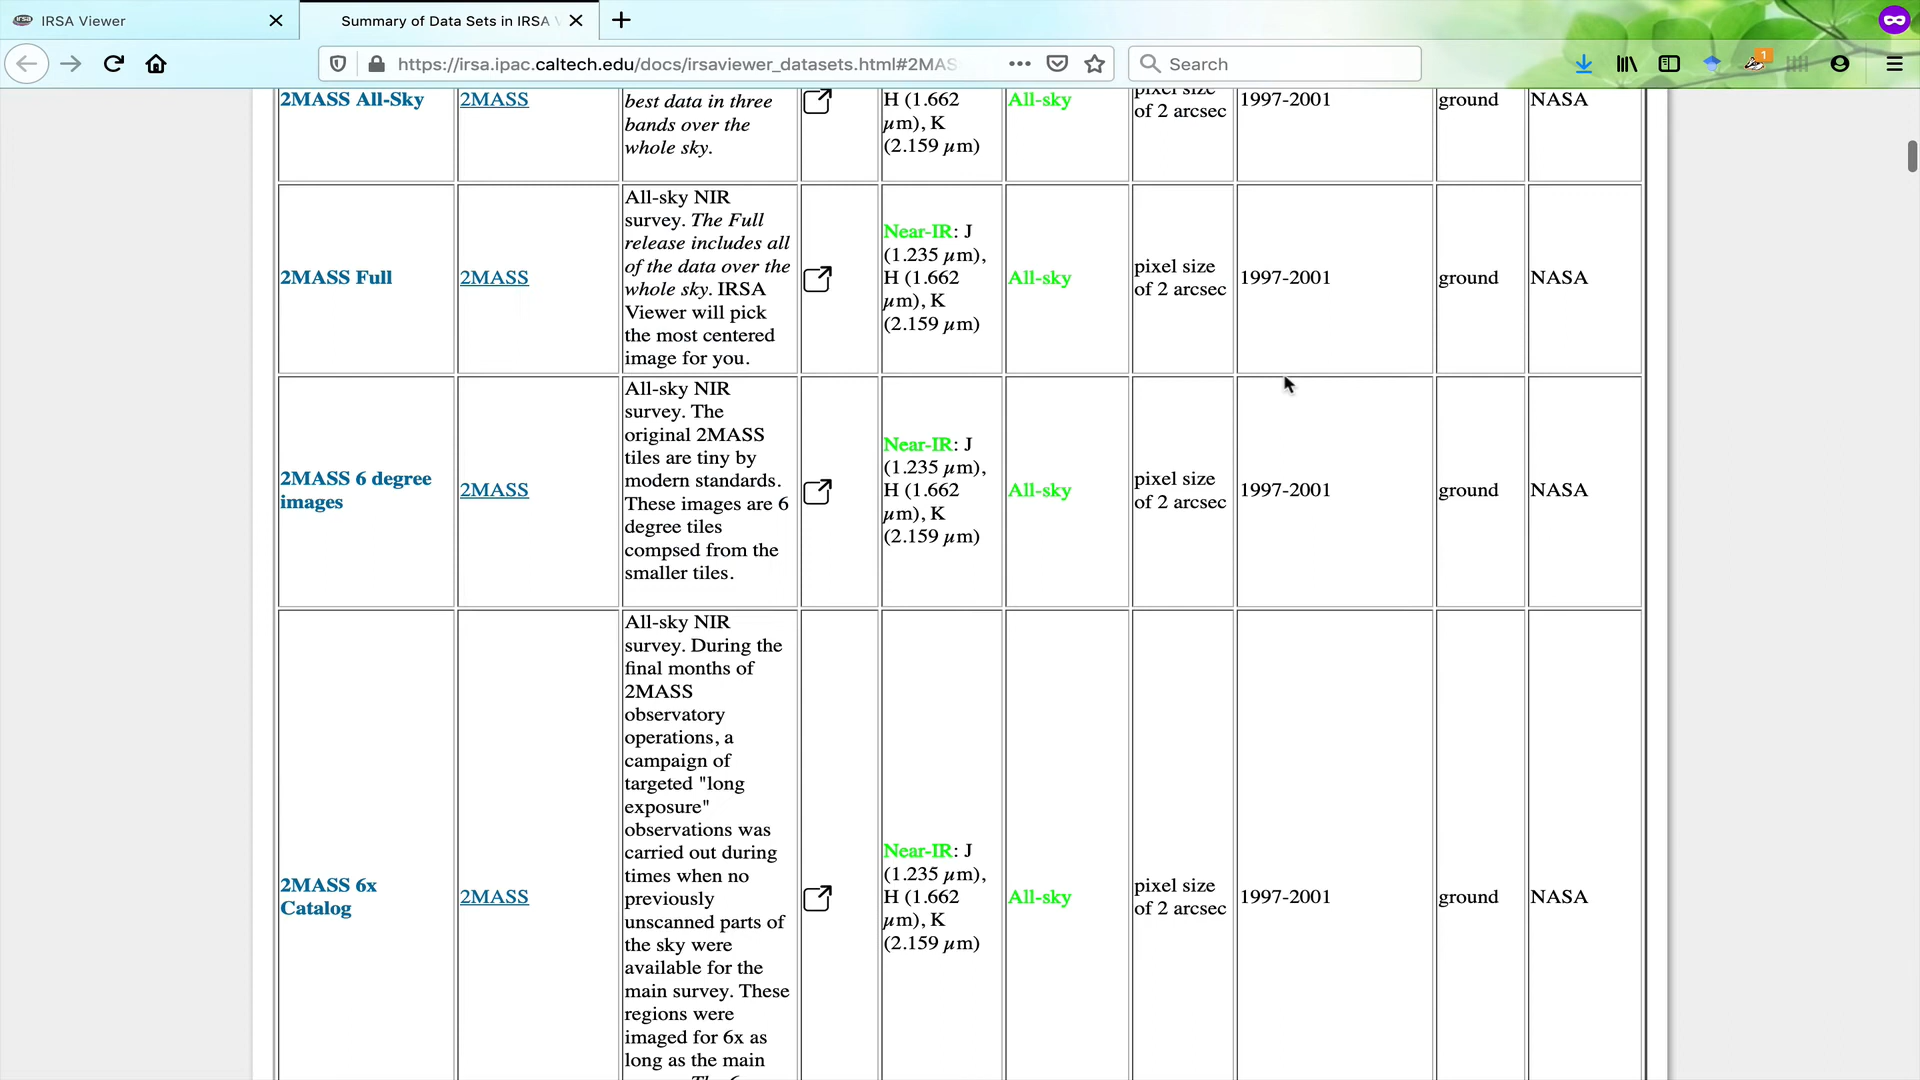 IRSA Viewer
Summary of Data Sets in IRSA
https://irsa.ipac.caltech.edu/docs/irsaviewer_datasets.html#2MAS
Search
1
2MASS All-Sky
2MASS
best data in three
bands over the
whole sky.
H (1.662
µm), K
(2.159 µm)
All-sky
pixel size
of 2 arcsec
1997-2001
ground
NASA
2MASS Full
2MASS
All-sky NIR
survey. The Full
release includes all
of the data over the
whole sky. IRSA
Viewer will pick
the most centered
image for you.
Near-IR: J
(1.235 µm),
H (1.662
µm), K
(2.159 µm)
All-sky
pixel size
of 2 arcsec
1997-2001
ground
NASA
2MASS 6 degree
images
2MASS
All-sky NIR
survey. The
original 2MASS
tiles are tiny by
modern standards.
These images are 6
degree tiles
compsed from the
smaller tiles.
Near-IR: J
(1.235 µm),
H (1.662
µm), K
(2.159 µm)
All-sky
pixel size
of 2 arcsec
1997-2001
ground
NASA
2MASS 6x
Catalog
2MASS
All-sky NIR
survey. During the
final months of
2MASS
observatory
operations, a
campaign of
targeted "long
exposure"
observations was
carried out during
times when no
previously
unscanned parts of
the sky were
available for the
main survey. These
regions were
imaged for 6x as
long as the main
Near-IR: J
(1.235 µm),
H (1.662
µm), K
(2.159 µm)
All-sky
pixel size
of 2 arcsec
1997-2001
ground
NASA